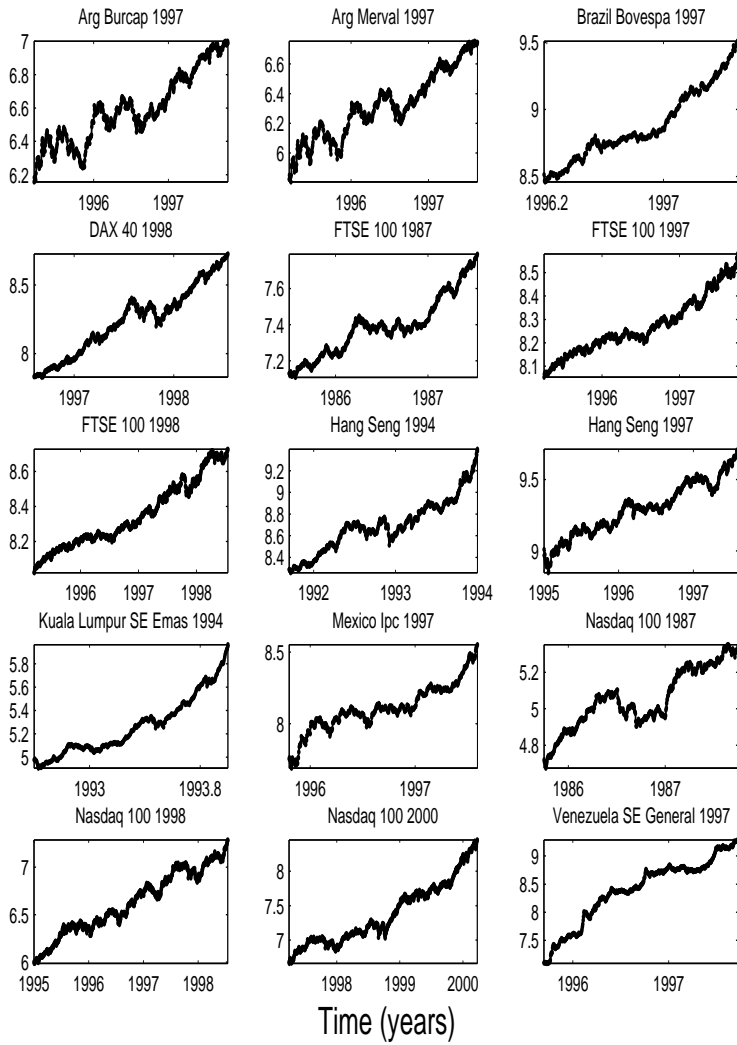 Arg Burcap 1997
7
6.8
6.6
6.4
6.2
1996 1997
Arg Merval 1997
6.6
6.4
6.2
6
1996 1997
Brazil Bovespa 1997
9.5
9
8.5
1996.2 1997
DAX 40 1998
8.5
8
1997 1998
FTSE 100 1987
7.6
7.4
7.2
1986 1987
FTSE 100 1997
8.5
8.4
8.3
8.2
8.1
1996 1997
FTSE 100 1998
8.6
8.4
8.2
1996 1997 1998
Hang Seng 1994
9.2
9
8.8
8.6
8.4
1992 1993 1994
Hang Seng 1997
9.5
9
1995 1996 1997
Kuala Lumpur SE Emas 1994
5.8
5.6
5.4
5.2
5
1993 1993.8
Mexico Ipc 1997
8.5
8
1996 1997
Nasdaq 100 1987
5.2
5
4.8
1986 1987
Nasdaq 100 1998
7
6.5
6
1995 1996 1997 1998
Nasdaq 100 2000
8
7.5
7
1998 1999 2000
Venezuela SE General 1997
9
8.5
8
7.5
1996 1997
Time (years)